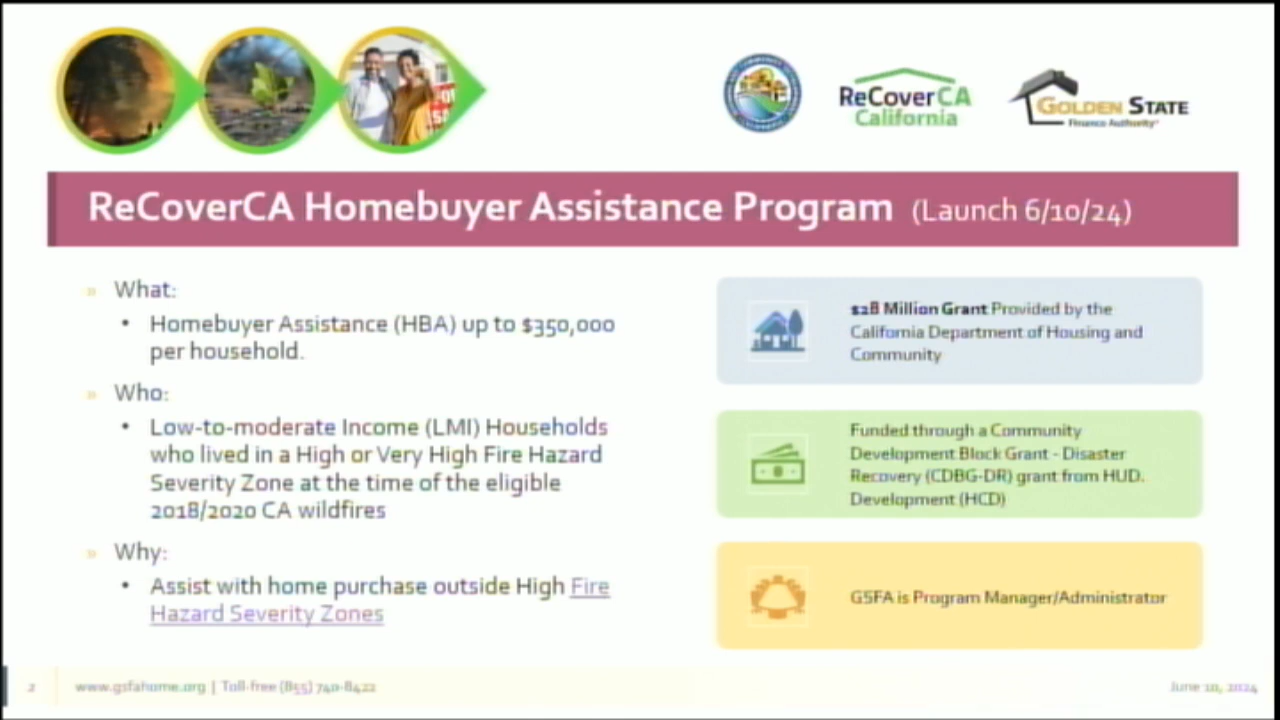 ReCoverCA
California
GOLDEN STATE
Finance Authority
ReCoverCA Homebuyer Assistance Program (Launch 6/10/24)
» What:
• Homebuyer Assistance (HBA) up to $350,000
per household.
» Who:
• Low-to-moderate Income (LMI) Households
who lived in a High or Very High Fire Hazard
Severity Zone at the time of the eligible
2018/2020 CA wildfires
» Why:
• Assist with home purchase outside High Fire
Hazard Severity Zones
$28 Million Grant Provided by the
California Department of Housing and
Community
Funded through a Community
Development Block Grant - Disaster
Recovery (CDBG-DR) grant from HUD.
Development (HCD)
GSFA is Program Manager/Administrator
2 www.gsfahome.org | Toll-free (855) 740-8422
June 10, 2024